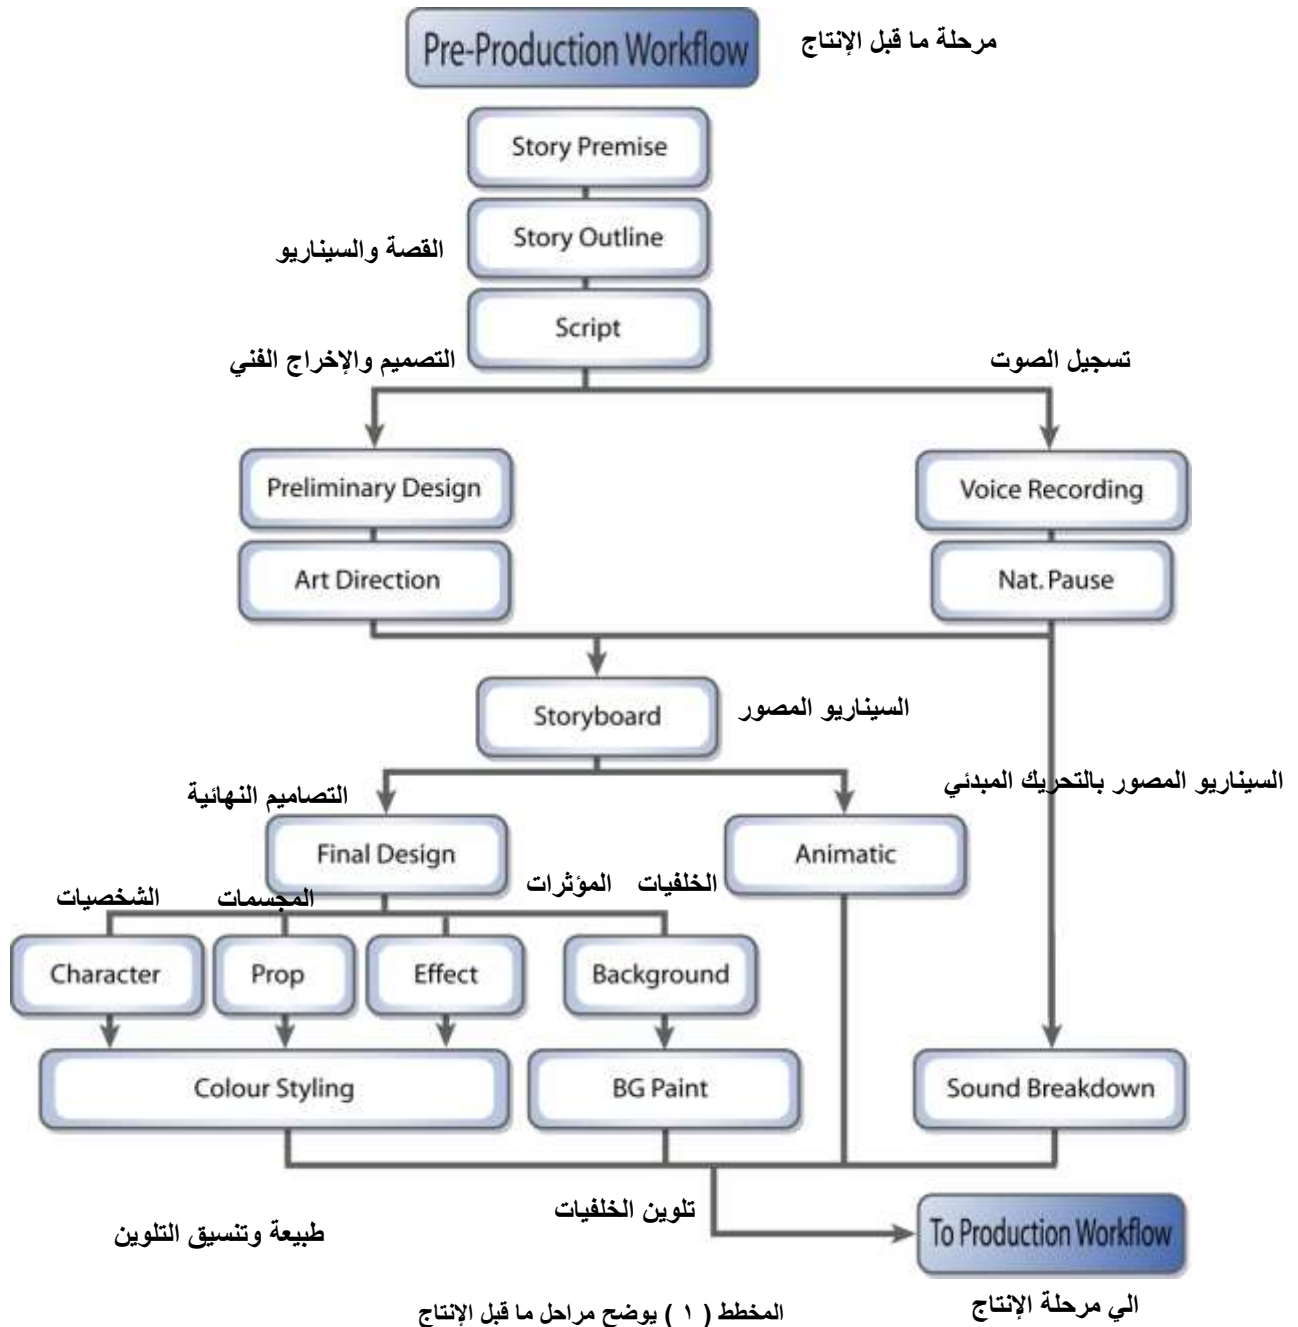 Pre-Production Workflow
مرحلة ما قبل الإنتاج
Story Premise
Story Outline
القصة والسيناريو
Script
التصميم والإخراج الفني
تسجيل الصوت
Preliminary Design
Voice Recording
Art Direction
Nat. Pause
Storyboard
السيناريو المصور
السيناريو المصور بالتحريك المبدئي
التصاميم النهائية
Final Design
Animatic
الشخصيات
المجسمات
المؤثرات
الخلفيات
Character
Prop
Effect
Background
Colour Styling
BG Paint
Sound Breakdown
تلوين الخلفيات
طبيعة وتنسيق التلوين
To Production Workflow
الي مرحلة الإنتاج
المخطط ( ١ ) يوضح مراحل ما قبل الإنتاج